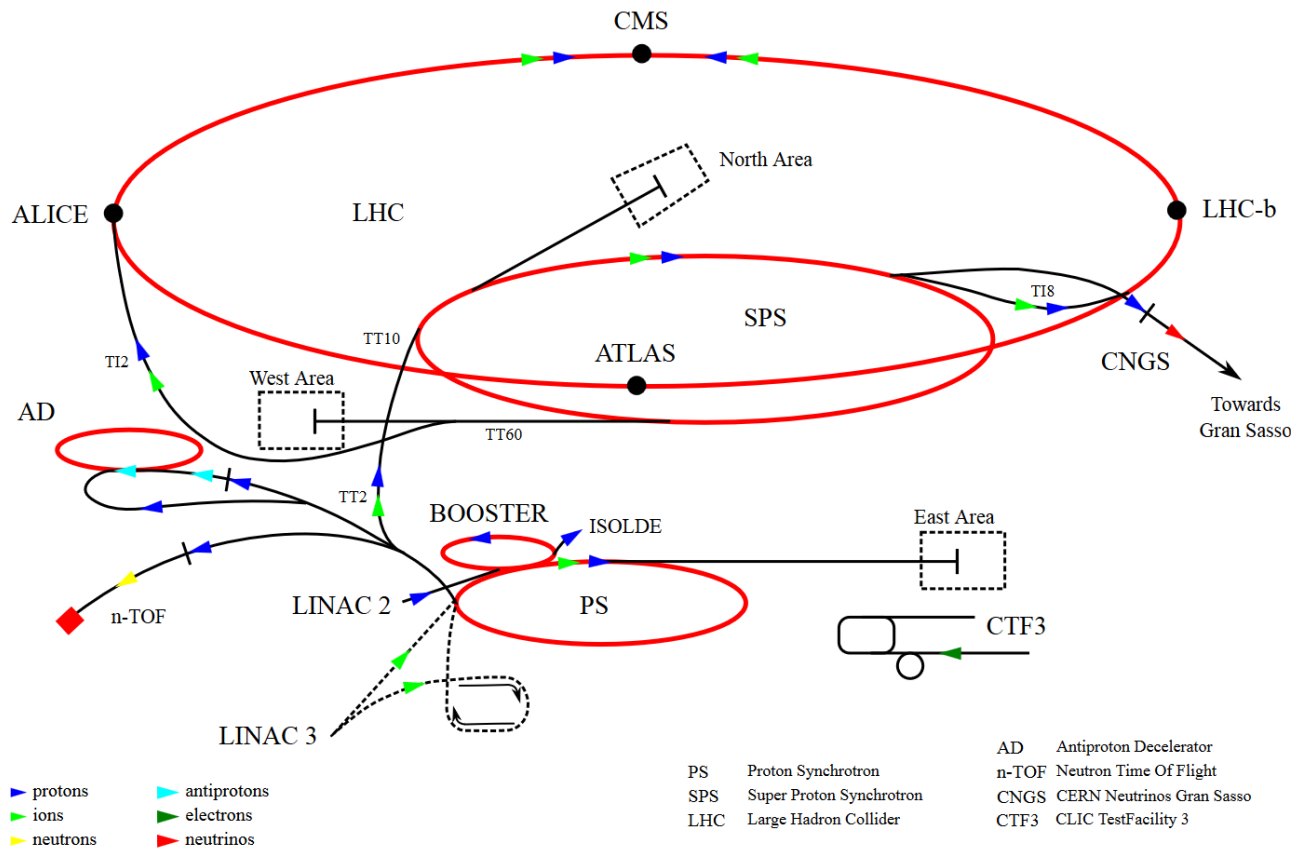 CMS
North Area
ALICE
LHC
LHC-b
TI8
SPS
TT10
ATLAS
CNGS
TI2
West Area
AD
Towards
Gran Sasso
TT60
TT2
BOOSTER
ISOLDE
East Area
LINAC 2
PS
n-TOF
CTF3
LINAC 3
protons
ions
neutrons
antiprotons
electrons
neutrinos
PS Proton Synchrotron
SPS Super Proton Synchrotron
LHC Large Hadron Collider
AD Antiproton Decelerator
n-TOF Neutron Time Of Flight
CNGS CERN Neutrinos Gran Sasso
CTF3 CLIC TestFacility 3